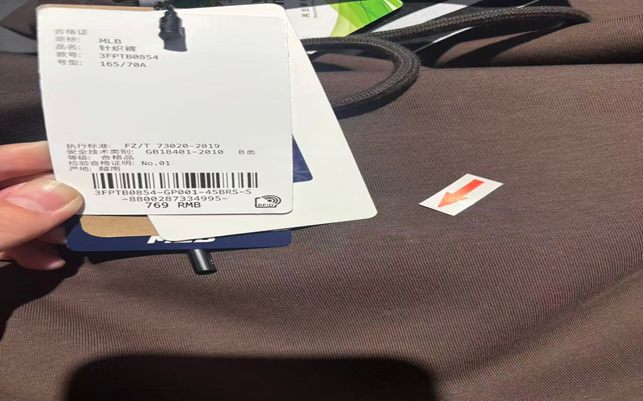 合格证
商标: MLB
品名: 针织裤
款号: 3FPTB0854
号型: 165/70A
执行标准: FZ/T 73020-2019
安全技术类别: GB18401-2010 B类
等级: 合格品
检验合格证明: No.01
产地: 越南
3FPTB0854-GP001-45BRS-S
-8800287334995-
769 RMB
RFID
MLB